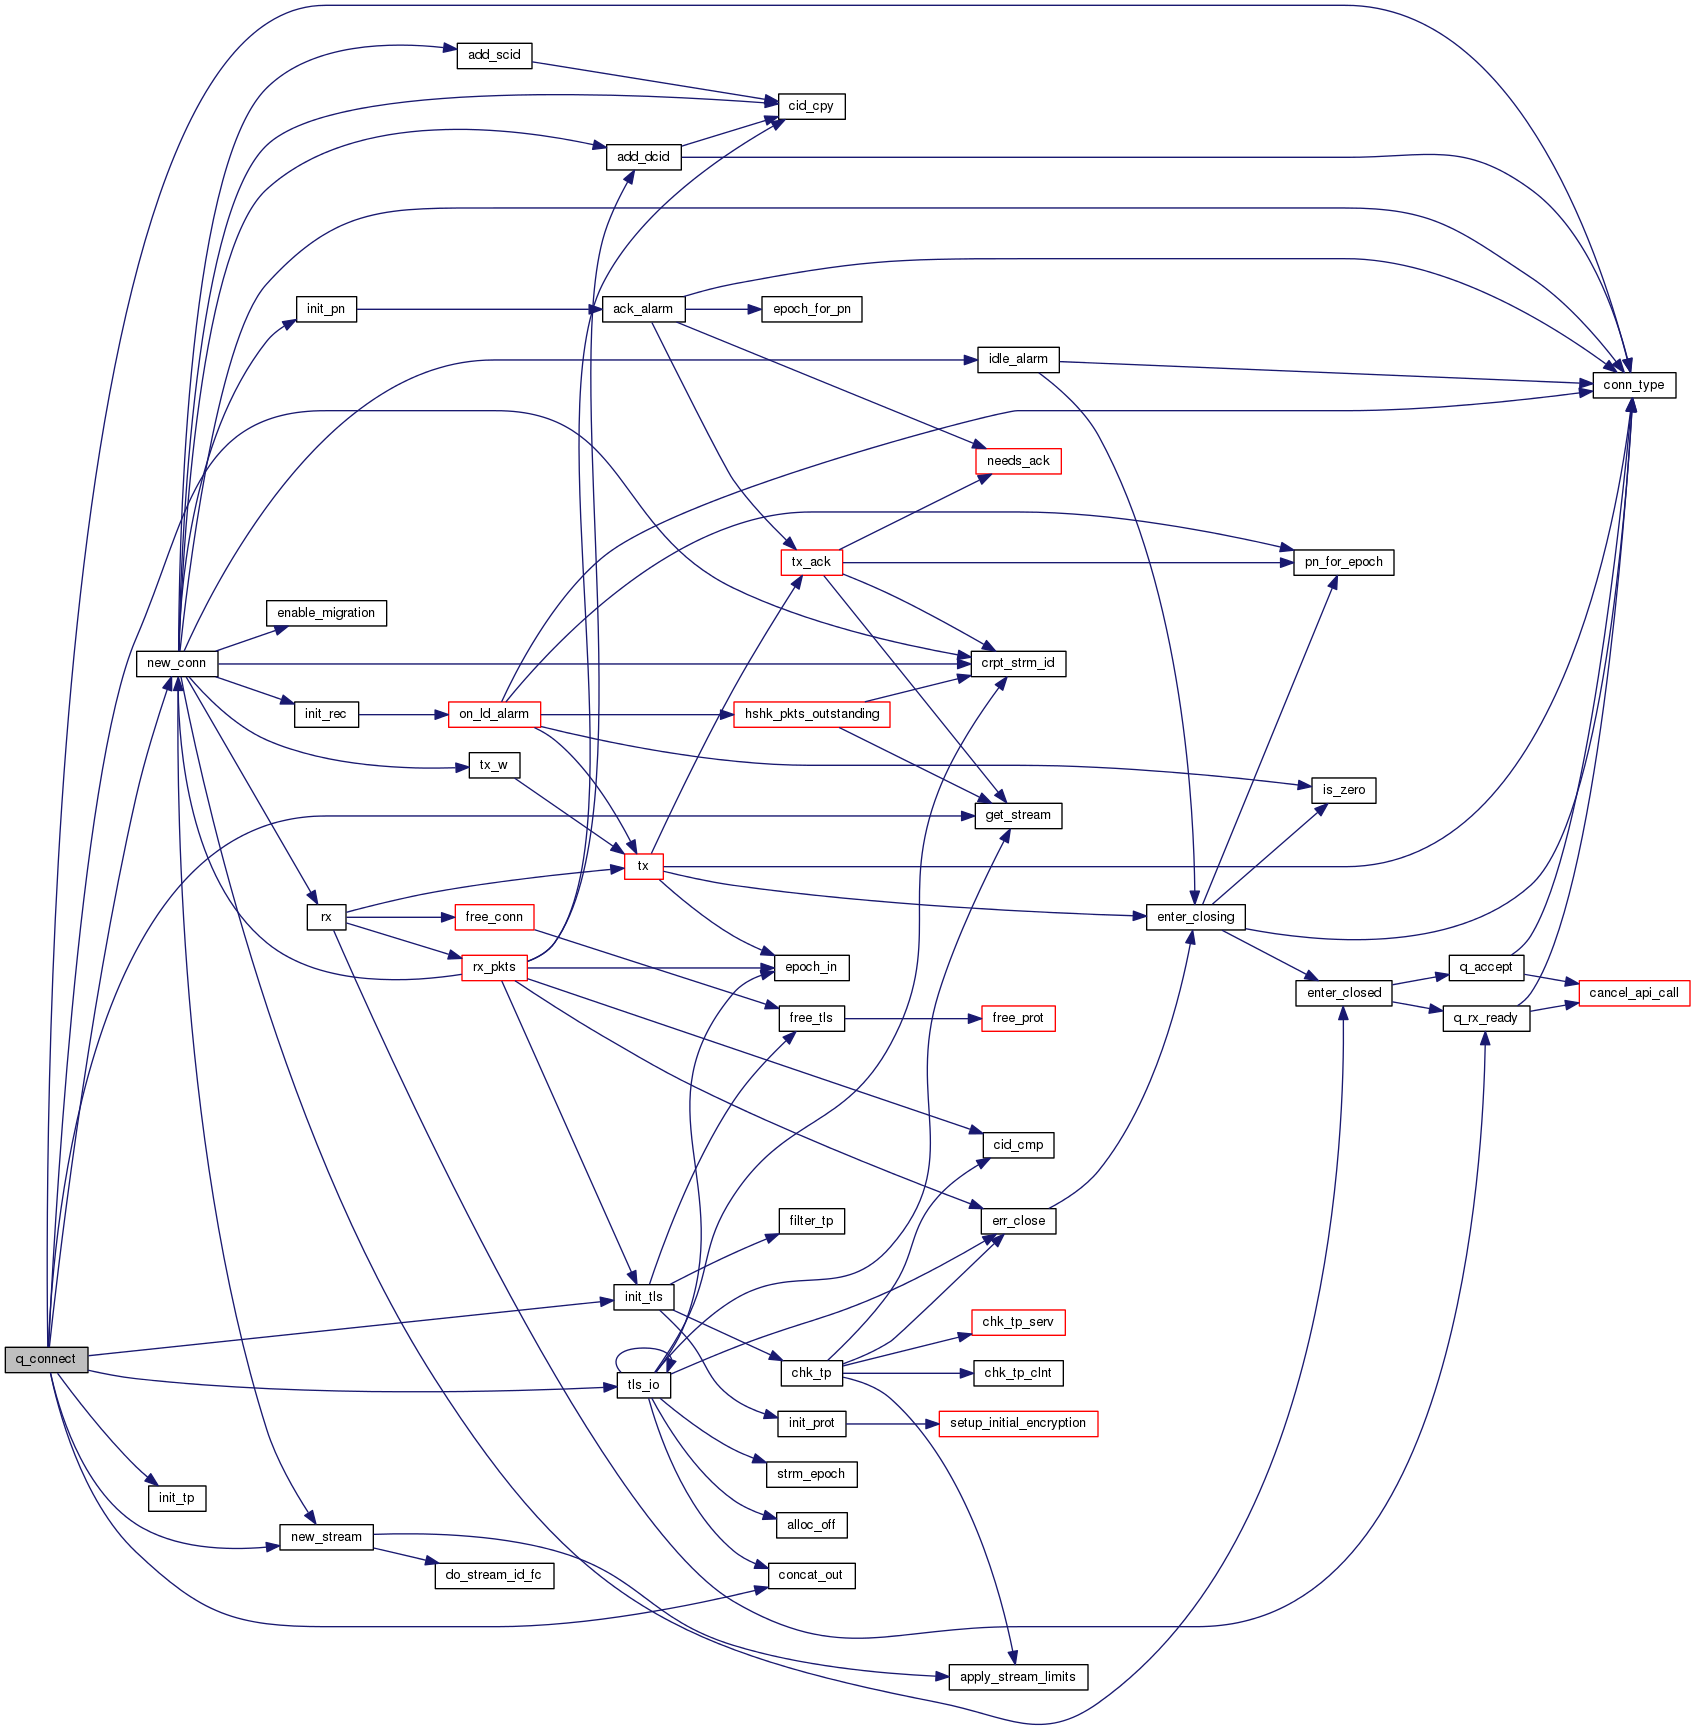 add_scid
cid_cpy
add_dcid
init_pn
ack_alarm
epoch_for_pn
idle_alarm
conn_type
needs_ack
tx_ack
pn_for_epoch
enable_migration
new_conn
crpt_strm_id
init_rec
on_ld_alarm
hshk_pkts_outstanding
tx_w
is_zero
get_stream
tx
rx
free_conn
enter_closing
rx_pkts
epoch_in
q_accept
enter_closed
cancel_api_call
free_tls
free_prot
q_rx_ready
cid_cmp
filter_tp
err_close
init_tls
chk_tp_serv
q_connect
tls_io
chk_tp
chk_tp_clnt
init_prot
setup_initial_encryption
strm_epoch
init_tp
alloc_off
new_stream
do_stream_id_fc
concat_out
apply_stream_limits